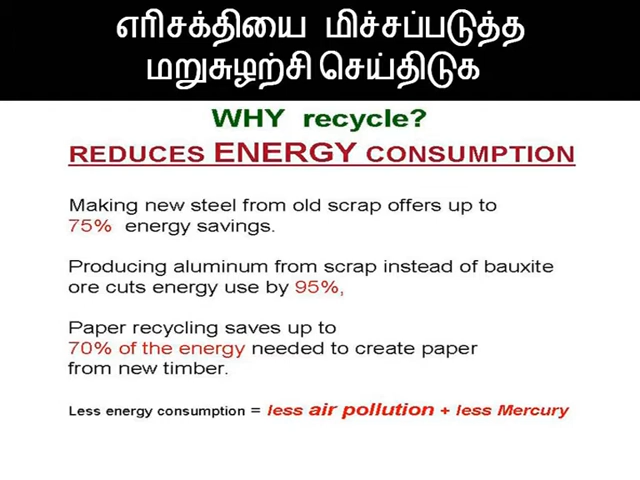 எரிசக்தியை மிச்சப்படுத்த
மறுசுழற்சி செய்திடுக
WHY recycle?
REDUCES ENERGY CONSUMPTION
Making new steel from old scrap offers up to
75% energy savings.
Producing aluminum from scrap instead of bauxite
ore cuts energy use by 95%,
Paper recycling saves up to
70% of the energy needed to create paper
from new timber.
Less energy consumption = less air pollution + less Mercury